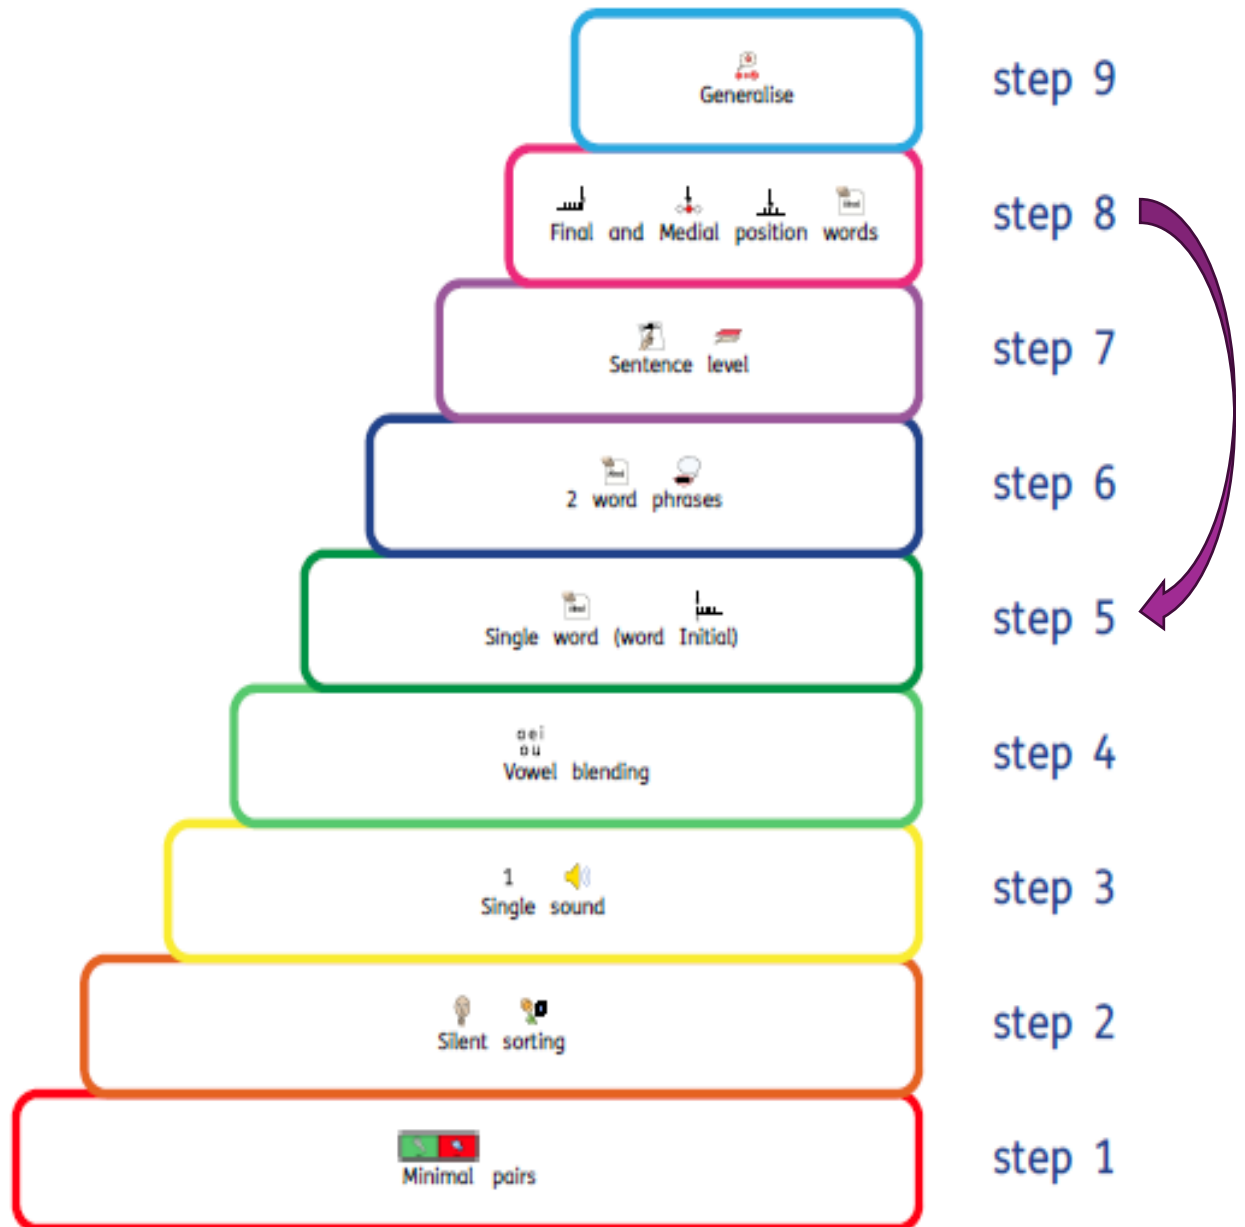 Generalise
step 9
Final and Medial position words
step 8
Sentence level
step 7
2 word phrases
step 6
Single word (word Initial)
step 5
aei
ou
Vowel blending
step 4
1
Single sound
step 3
Silent sorting
step 2
Minimal pairs
step 1